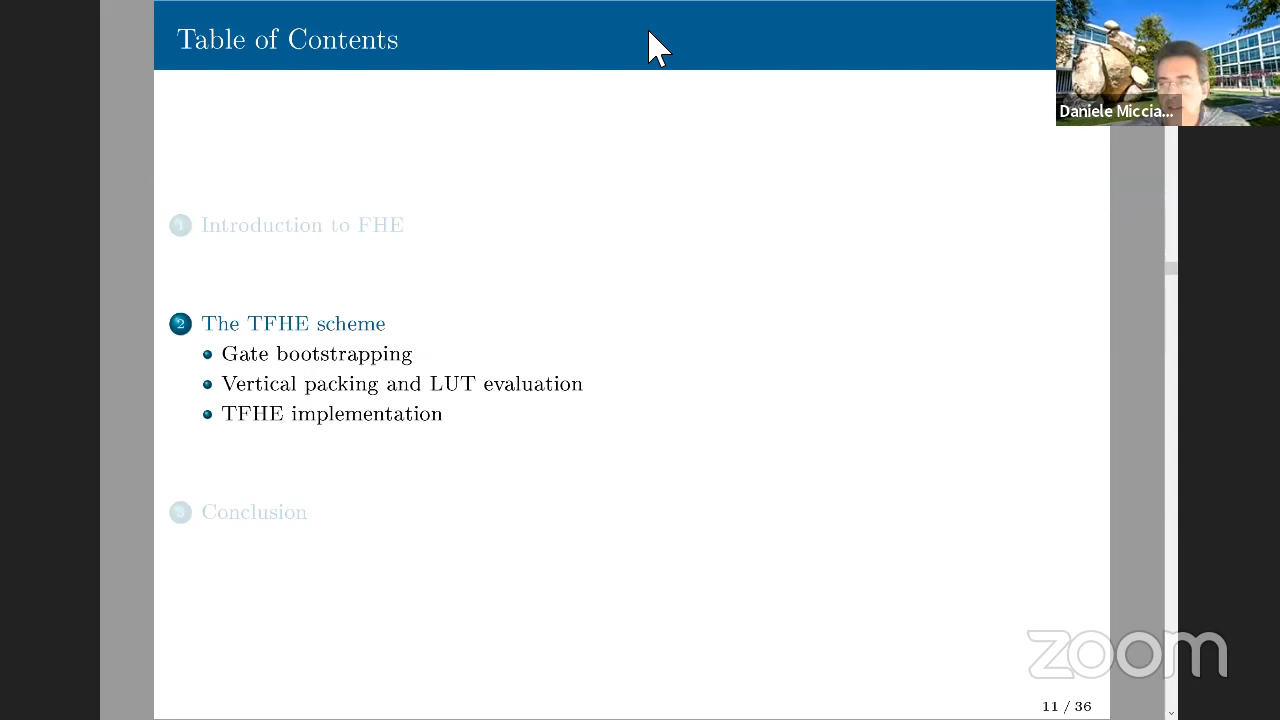 Table of Contents
Daniele Miccia...
1 Introduction to FHE
2 The TFHE scheme
Gate bootstrapping
Vertical packing and LUT evaluation
TFHE implementation
3 Conclusion
zoom
11 / 36